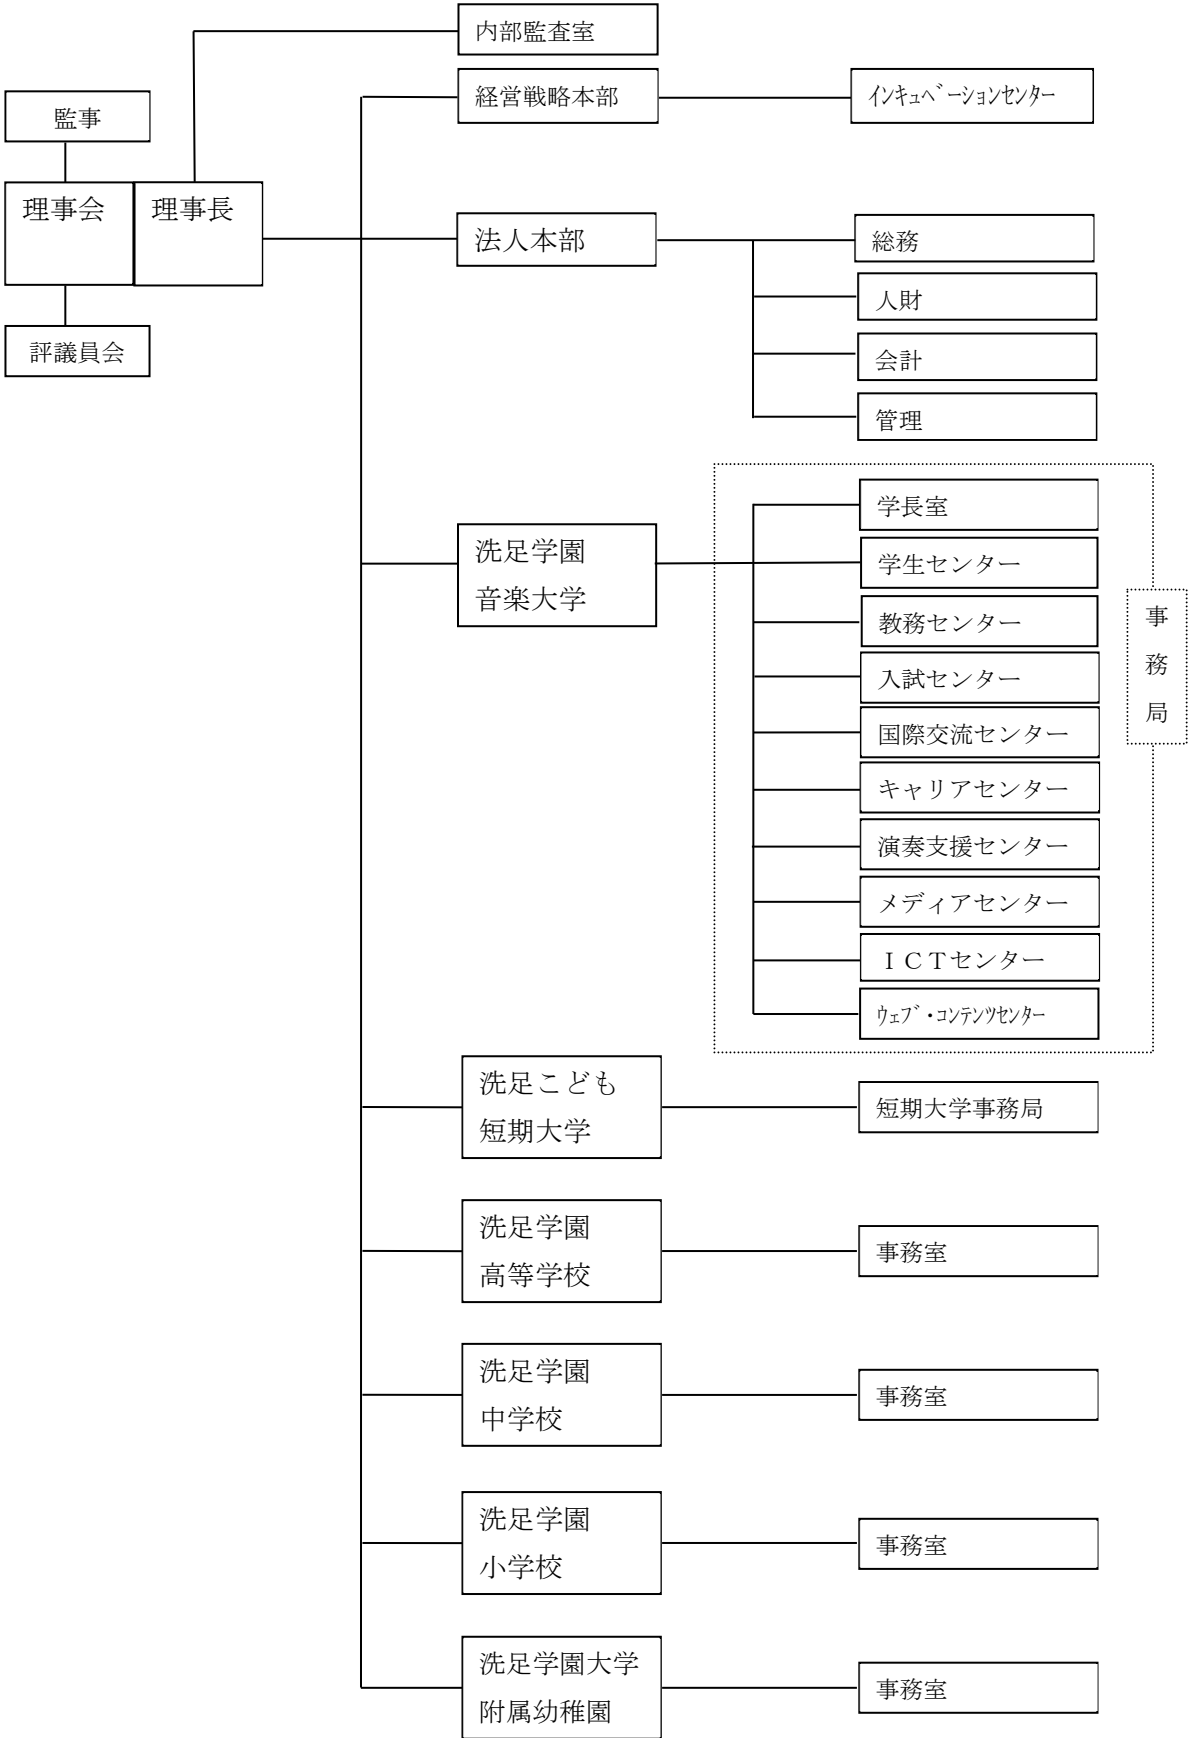 内部監査室
経営戦略本部
インキュベーションセンター
監事
理事会
理事長
法人本部
総務
人財
評議員会
会計
管理
学長室
洗足学園
音楽大学
学生センター
教務センター
事
務
局
入試センター
国際交流センター
キャリアセンター
演奏支援センター
メディアセンター
ＩＣＴセンター
ウェブ・コンテンツセンター
洗足こども
短期大学
短期大学事務局
洗足学園
高等学校
事務室
洗足学園
中学校
事務室
洗足学園
小学校
事務室
洗足学園大学
附属幼稚園
事務室